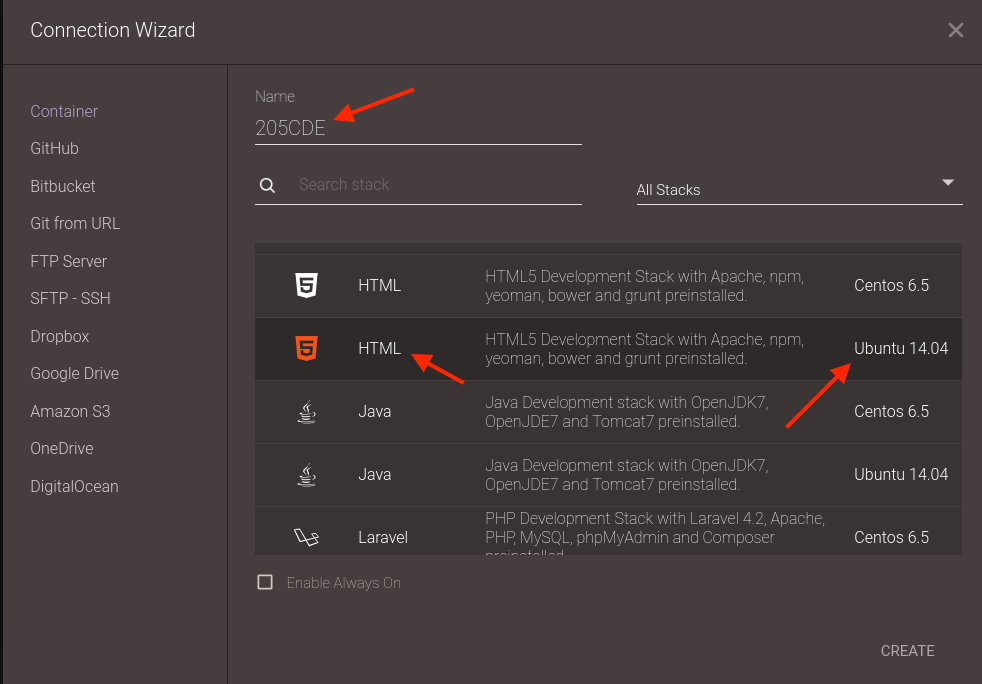 Connection Wizard
Container
GitHub
Bitbucket
Git from URL
FTP Server
SFTP - SSH
Dropbox
Google Drive
Amazon S3
OneDrive
DigitalOcean
Name
205CDE
Search stack
All Stacks
HTML
HTML5 Development Stack with Apache, npm,
yeoman, bower and grunt preinstalled.
Centos 6.5
HTML
HTML5 Development Stack with Apache, npm,
yeoman, bower and grunt preinstalled.
Ubuntu 14.04
Java
Java Development stack with OpenJDK7,
OpenJDE7 and Tomcat7 preinstalled.
Centos 6.5
Java
Java Development stack with OpenJDK7,
OpenJDE7 and Tomcat7 preinstalled.
Ubuntu 14.04
Laravel
PHP Development Stack with Laravel 4.2, Apache,
PHP, MySQL, phpMyAdmin and Composer
preinstalled
Centos 6.5
Enable Always On
CREATE